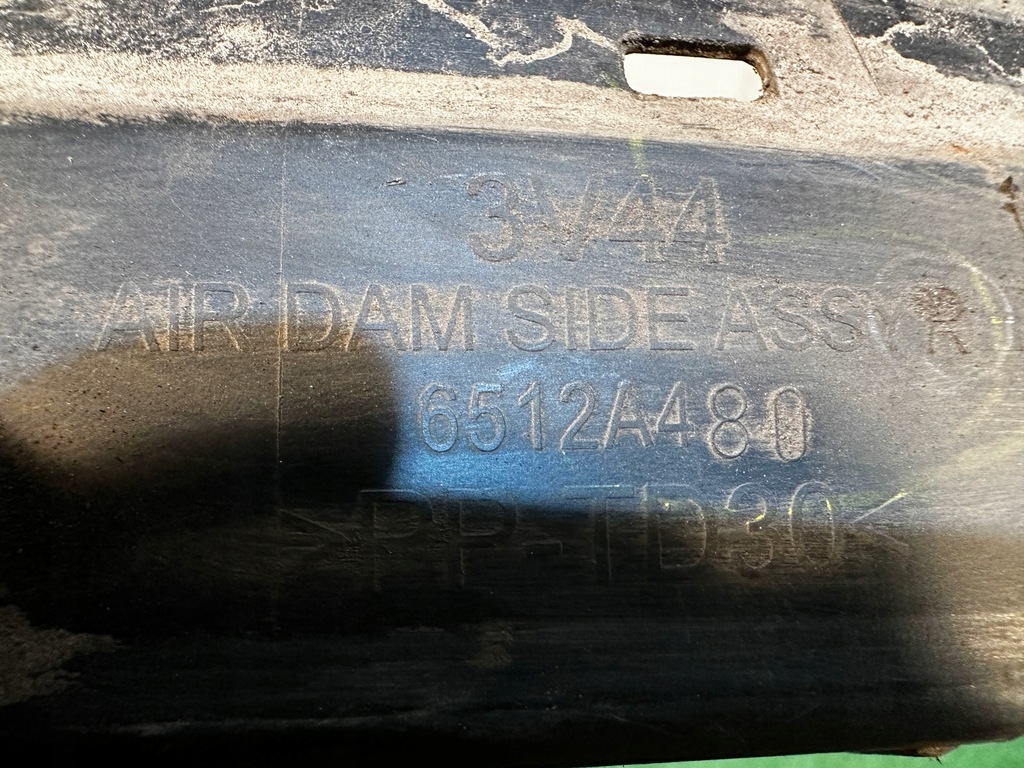 3V44
AIR DAM SIDE ASSY R
6512A480
>PP-TD30<